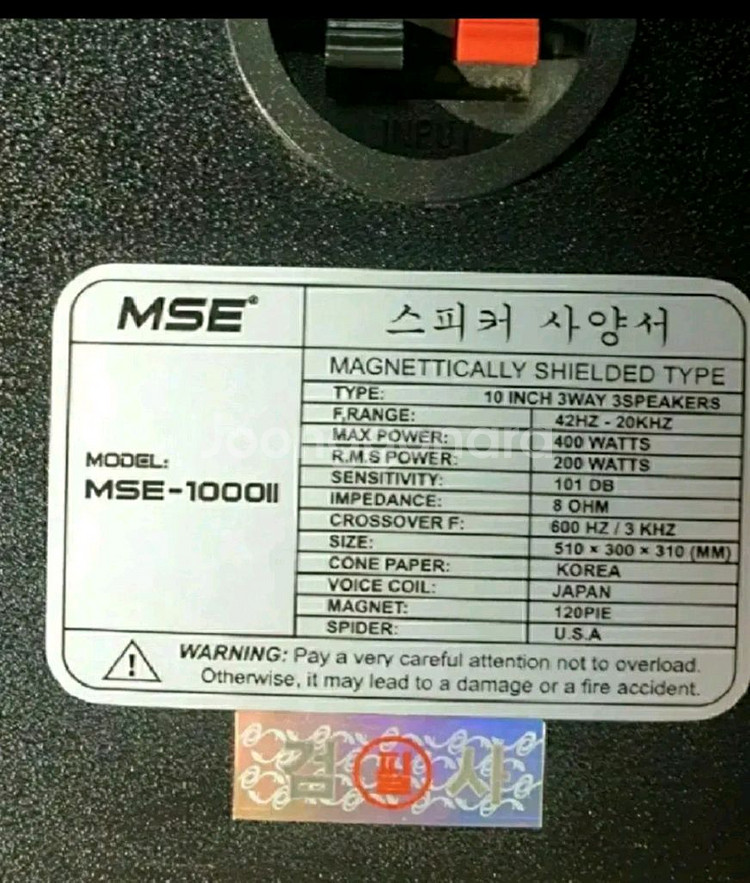 INPUT
MSE®
스피커 사양서
MAGNETTICALLY SHIELDED TYPE
TYPE: 10 INCH 3WAY 3SPEAKERS
F,RANGE: 42HZ - 20KHZ
MAX POWER: 400 WATTS
R.M.S POWER: 200 WATTS
SENSITIVITY: 101 DB
IMPEDANCE: 8 OHM
CROSSOVER F: 600 HZ / 3 KHZ
SIZE: 510 × 300 × 310 (MM)
CONE PAPER: KOREA
VOICE COIL: JAPAN
MAGNET: 120PIE
SPIDER: U.S.A
MODEL:
MSE-1000II
WARNING: Pay a very careful attention not to overload.
Otherwise, it may lead to a damage or a fire accident.
검 필 사
Joonggonara